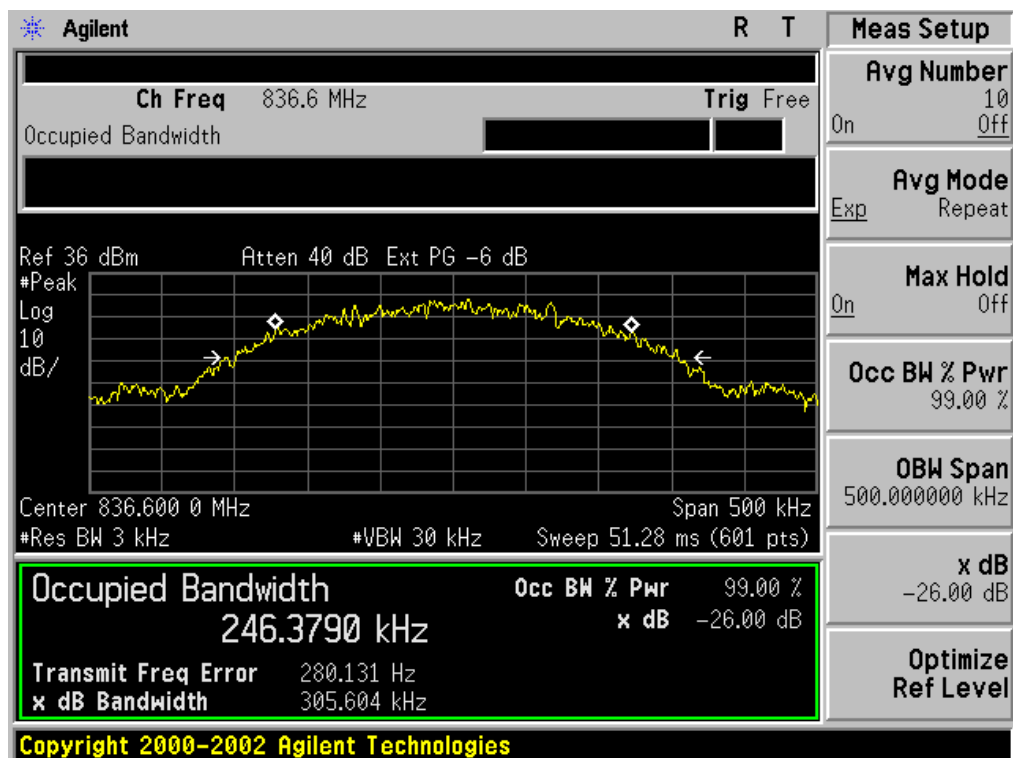 Agilent R T Meas Setup
Ch Freq 836.6 MHz Trig Free
Occupied Bandwidth
Ref 36 dBm Atten 40 dB Ext PG -6 dB
#Peak
Log
10
dB/
Center 836.600 0 MHz Span 500 kHz
#Res BW 3 kHz #VBW 30 kHz Sweep 51.28 ms (601 pts)
Occupied Bandwidth Occ BW % Pwr 99.00 %
246.3790 kHz x dB -26.00 dB
Transmit Freq Error 280.131 Hz
x dB Bandwidth 305.604 kHz
Copyright 2000-2002 Agilent Technologies
Avg Number
10
On Off
Avg Mode
Exp Repeat
Max Hold
On Off
Occ BW % Pwr
99.00 %
OBW Span
500.000000 kHz
x dB
-26.00 dB
Optimize
Ref Level